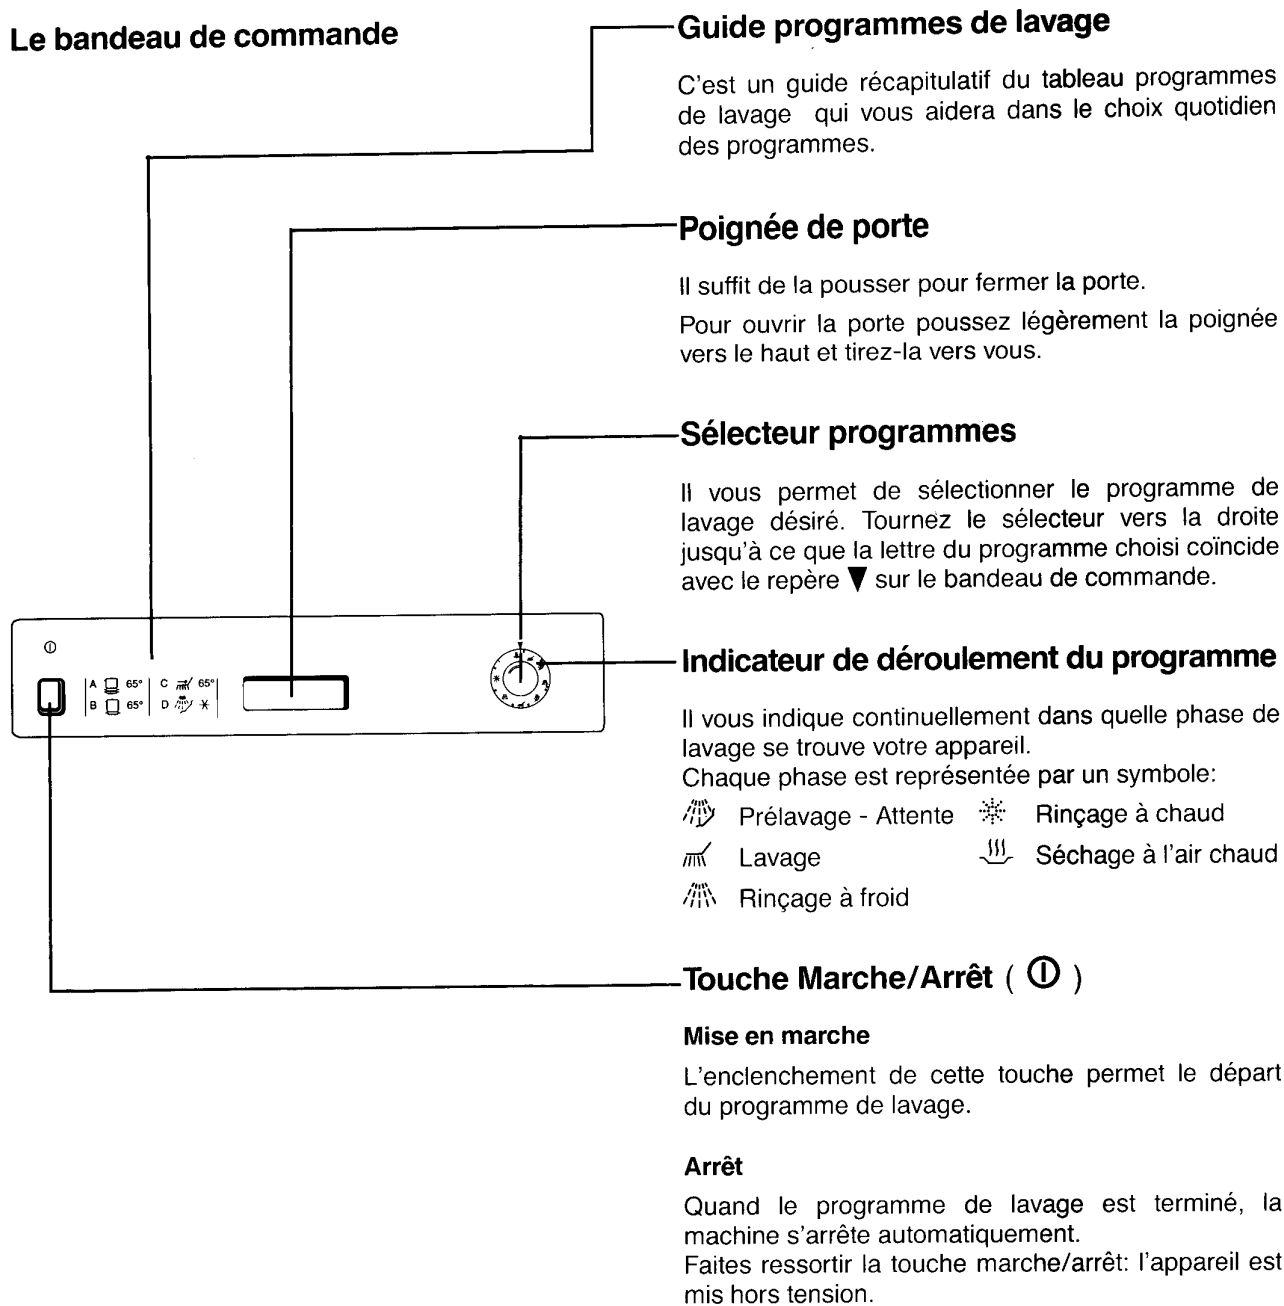 Le bandeau de commande
Guide programmes de lavage
C'est un guide récapitulatif du tableau programmes
de lavage qui vous aidera dans le choix quotidien
des programmes.
Poignée de porte
Il suffit de la pousser pour fermer la porte.
Pour ouvrir la porte poussez légèrement la poignée
vers le haut et tirez-la vers vous.
Sélecteur programmes
Il vous permet de sélectionner le programme de
lavage désiré. Tournez le sélecteur vers la droite
jusqu'à ce que la lettre du programme choisi coïncide
avec le repère ▼ sur le bandeau de commande.
A 65° C 65°
B 65° D
Indicateur de déroulement du programme
Il vous indique continuellement dans quelle phase de
lavage se trouve votre appareil.
Chaque phase est représentée par un symbole:
Prélavage - Attente Rinçage à chaud
Lavage Séchage à l'air chaud
Rinçage à froid
Touche Marche/Arrêt ( )
Mise en marche
L'enclenchement de cette touche permet le départ
du programme de lavage.
Arrêt
Quand le programme de lavage est terminé, la
machine s'arrête automatiquement.
Faites ressortir la touche marche/arrêt: l'appareil est
mis hors tension.